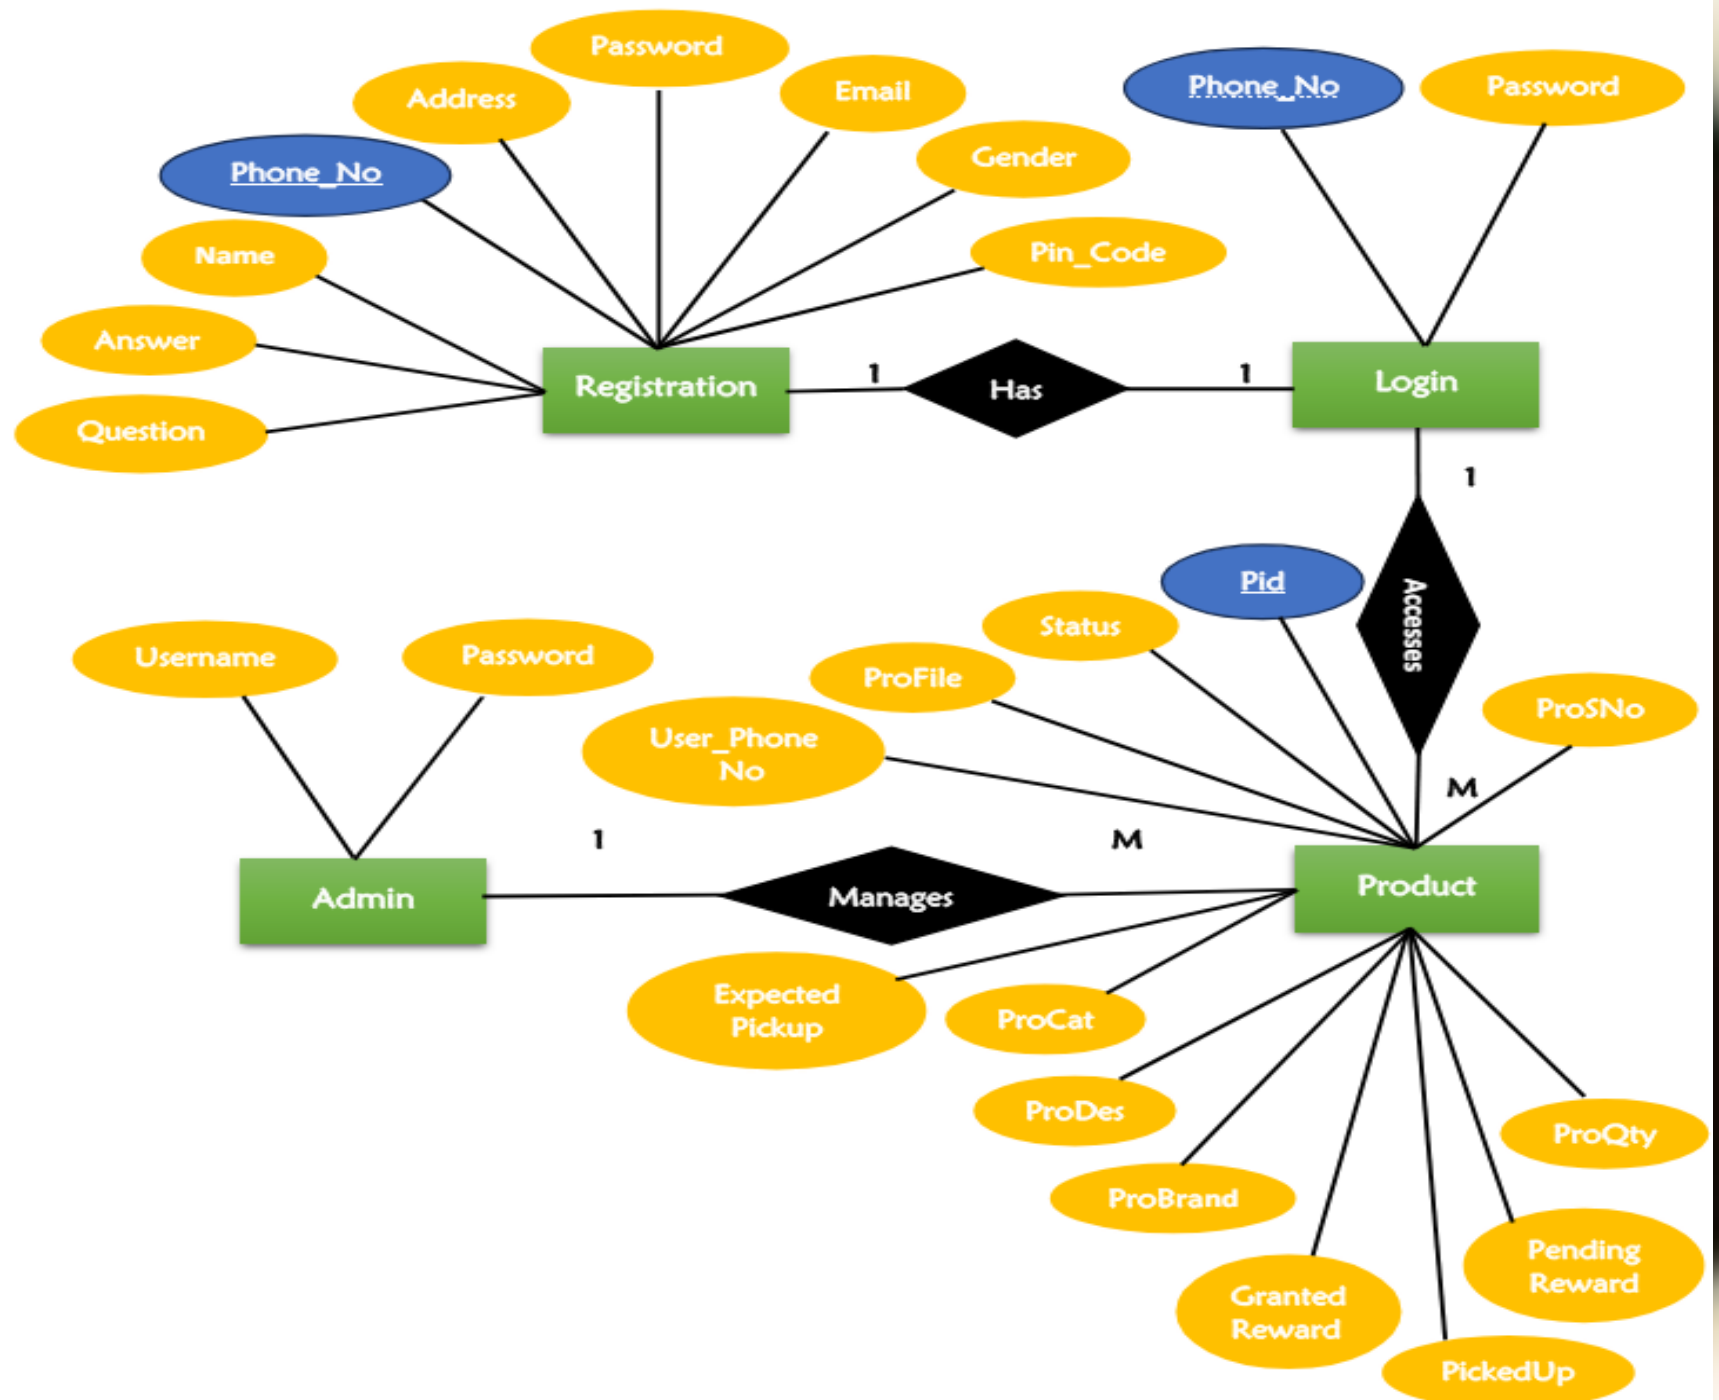 Password
Address
Email
Phone_No
Password
Phone_No
Gender
Name
Pin_Code
Answer
Question
Registration
1
Has
1
Login
1
Accesses
Pid
Status
ProFile
User_Phone
No
ProSNo
M
Username
Password
1
M
Admin
Manages
Product
Expected
Pickup
ProCat
ProDes
ProBrand
ProQty
Granted
Reward
Pending
Reward
PickedUp